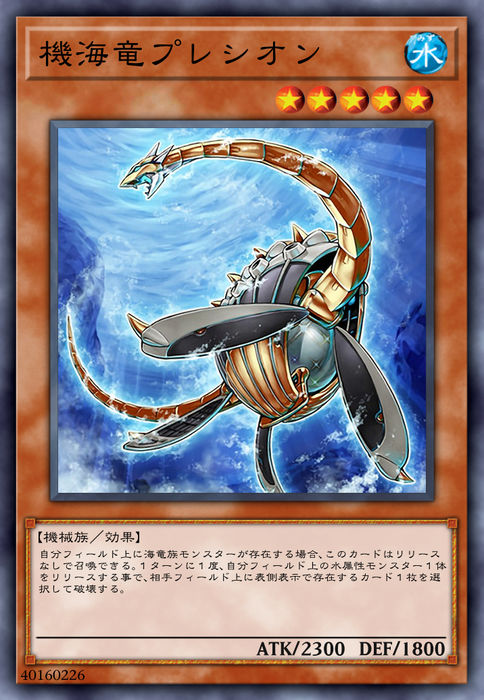 機海竜プレシオン
みず
水
【機械族／効果】
自分フィールド上に海竜族モンスターが存在する場合、このカードはリリース
なしで召喚できる。１ターンに１度、自分フィールド上の水属性モンスター１体
をリリースする事で、相手フィールド上に表側表示で存在するカード１枚を選
択して破壊する。
ATK/2300 DEF/1800
40160226